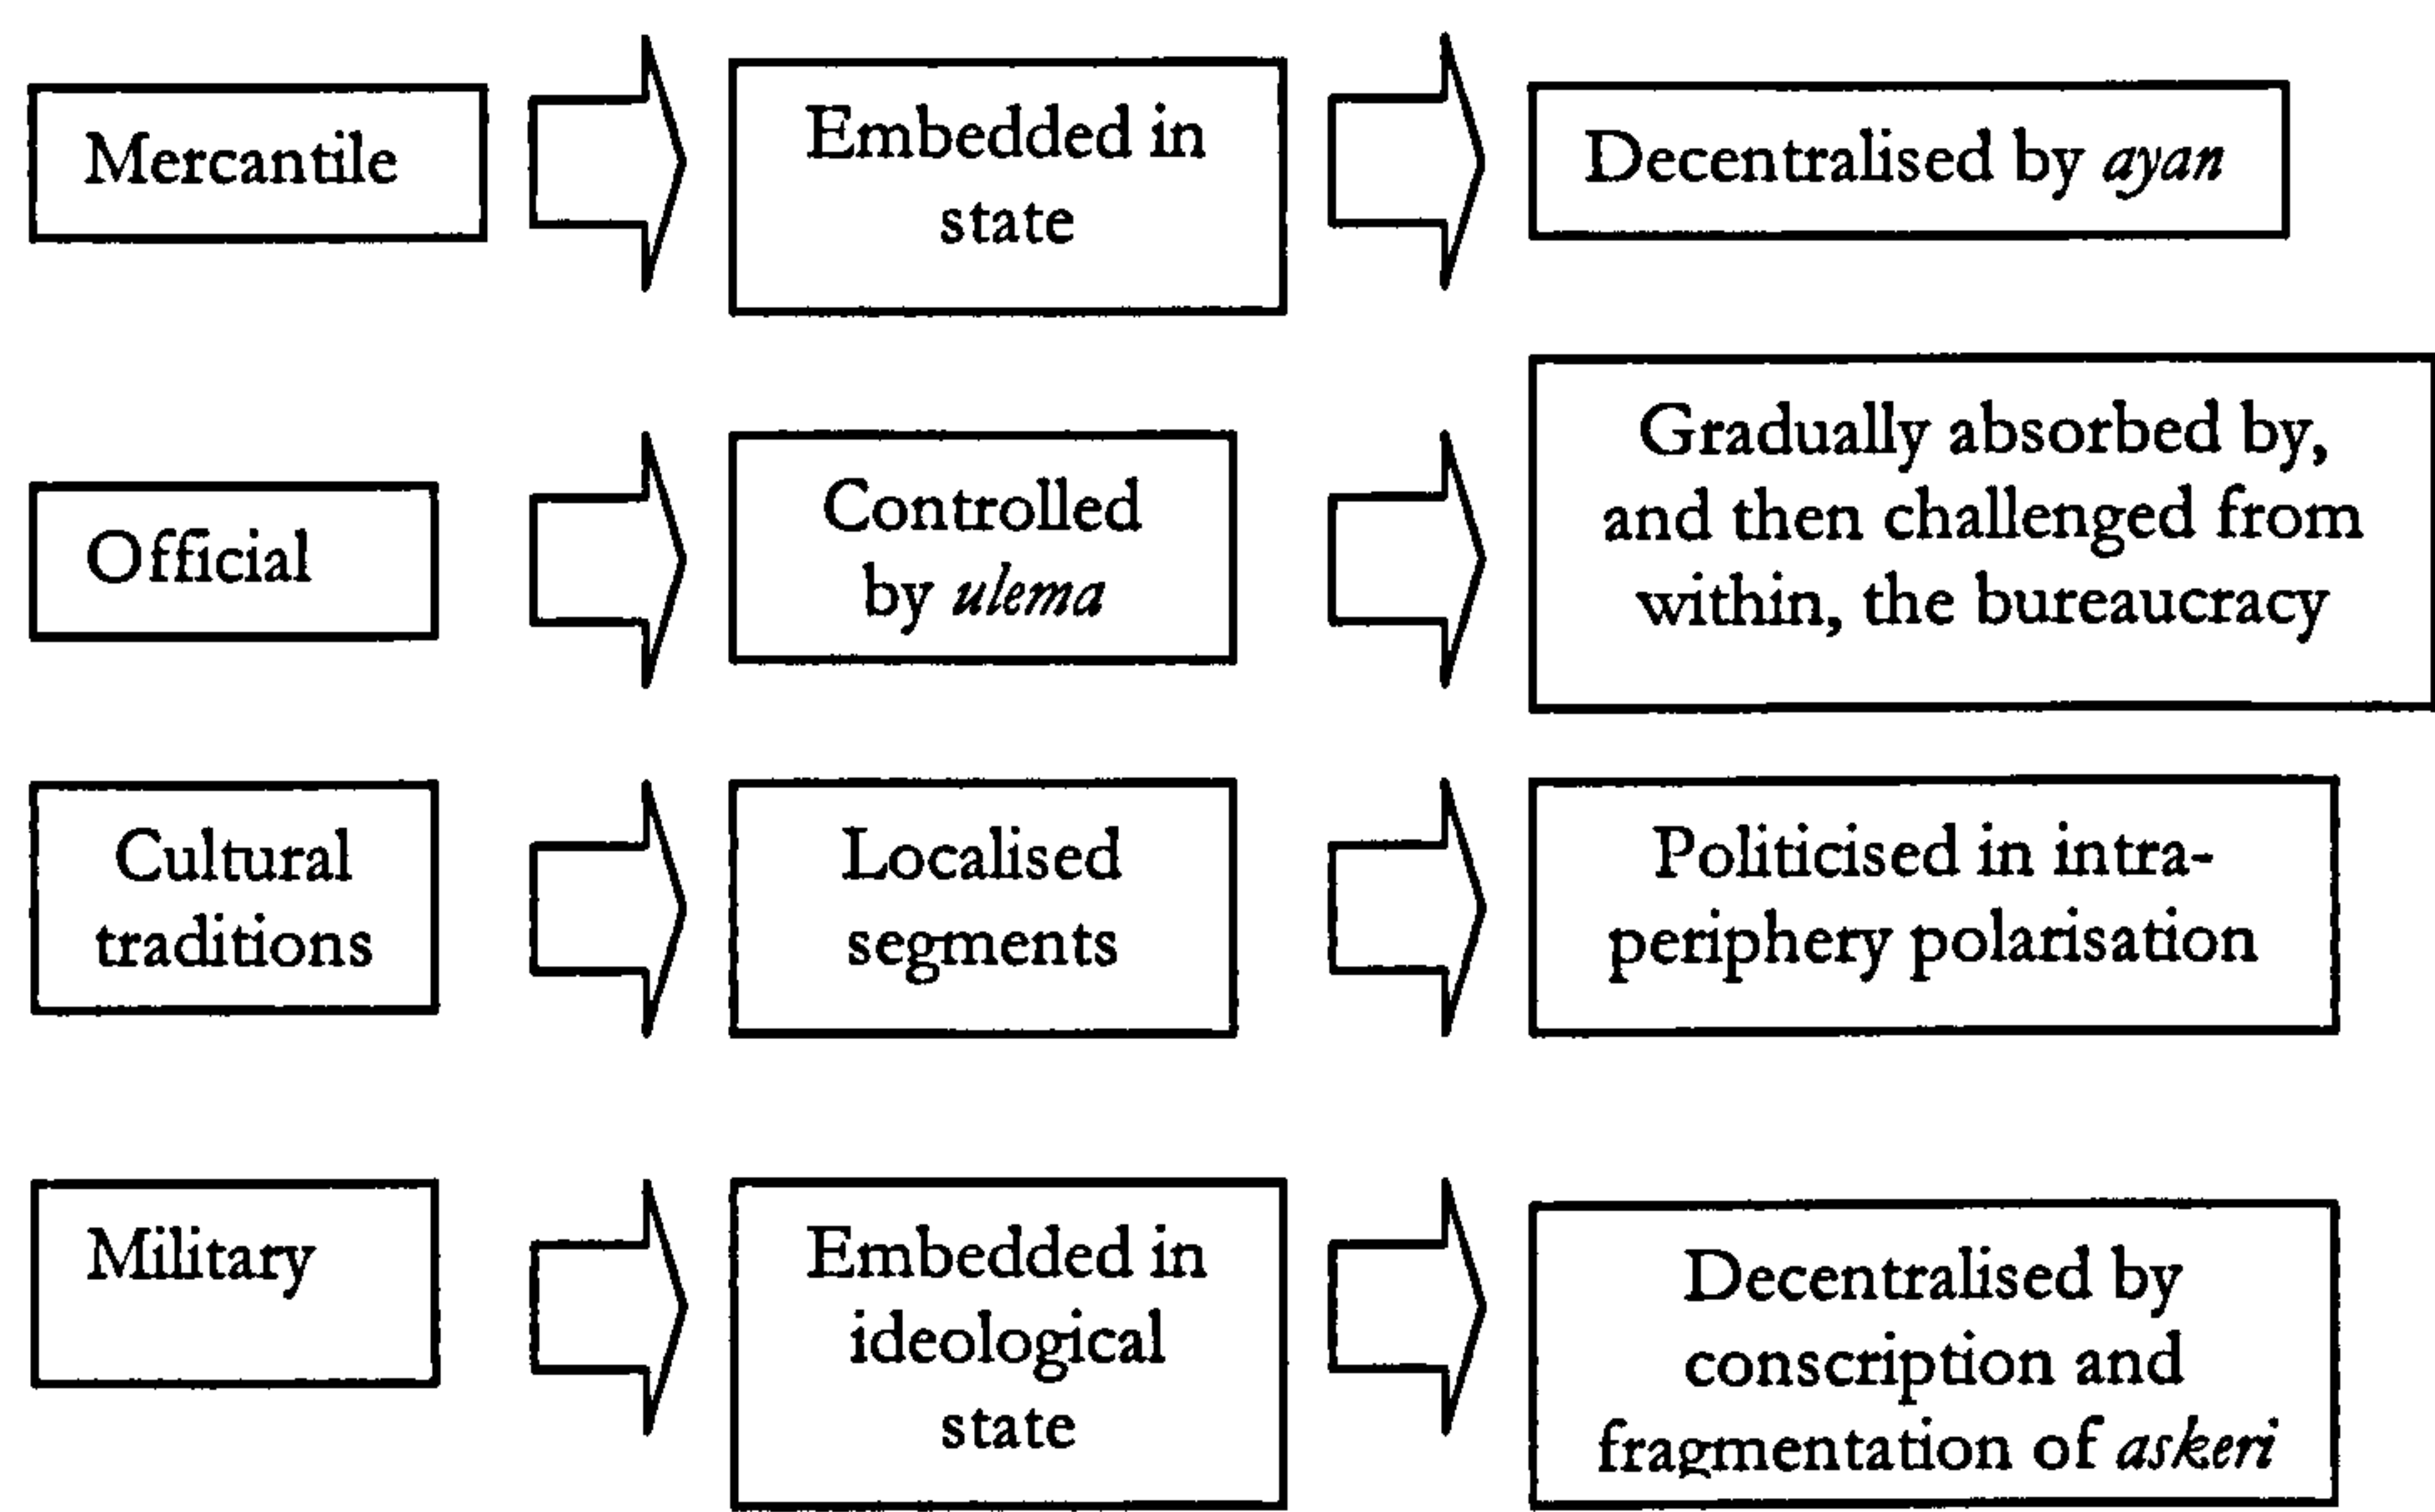 Mercantile
Embedded in
state
Decentralised by ayan
Official
Controlled
by ulema
Gradually absorbed by,
and then challenged from
within, the bureaucracy
Cultural
traditions
Localised
segments
Politicised in intra-
periphery polarisation
Military
Embedded in
ideological
state
Decentralised by
conscription and
fragmentation of askeri